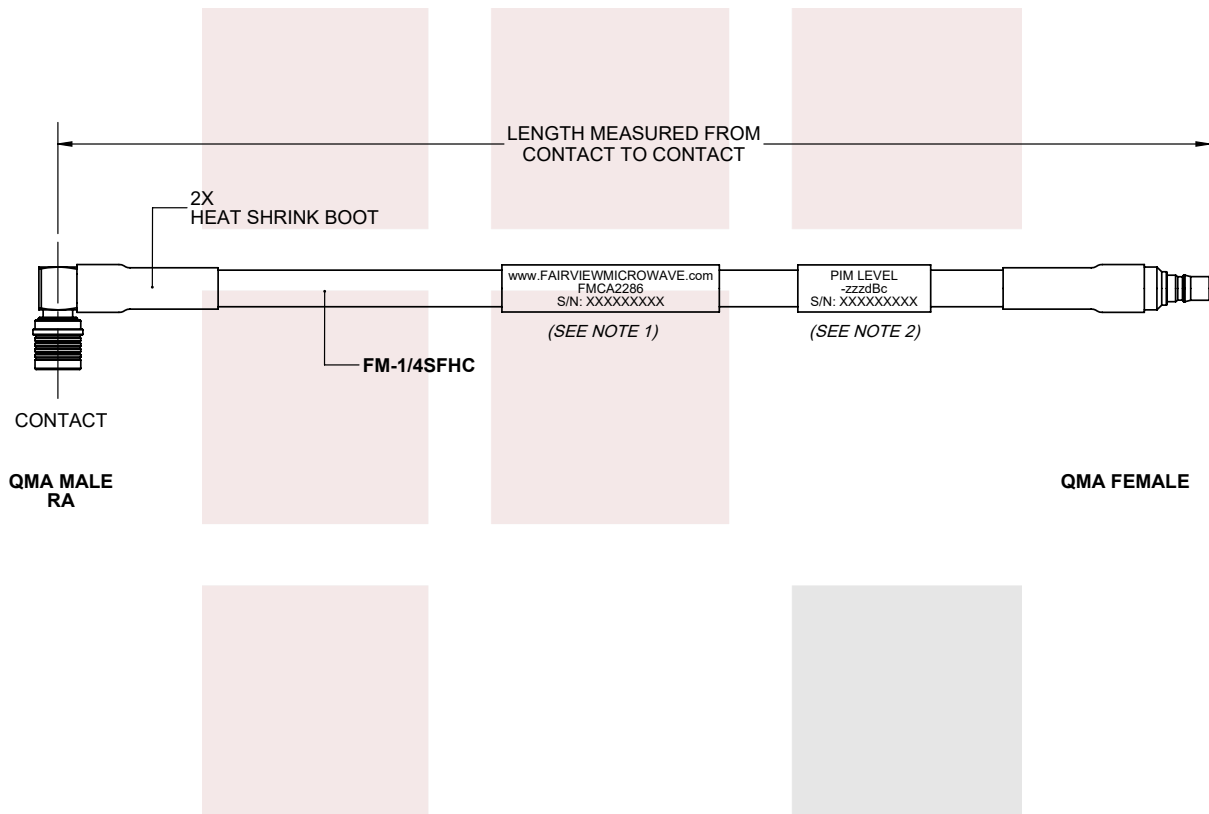 LENGTH MEASURED FROM
CONTACT TO CONTACT
2X
HEAT SHRINK BOOT
www.FAIRVIEWMICROWAVE.com
FMCA2286
S/N: XXXXXXXXX
PIM LEVEL
-zzzdBc
S/N: XXXXXXXXX
(SEE NOTE 1)
(SEE NOTE 2)
FM-1/4SFHC
CONTACT
QMA MALE
RA
QMA FEMALE